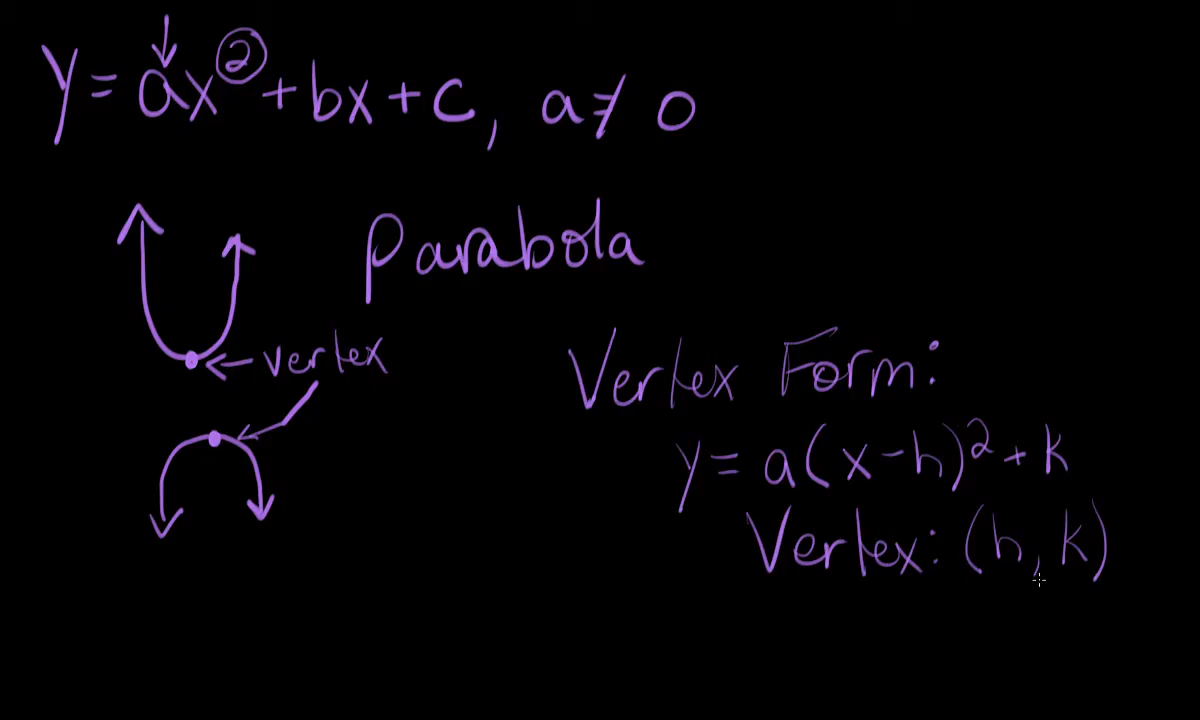 y = ax² + bx + c, a ≠ 0
Parabola
vertex
Vertex Form:
y = a(x-h)² + k
Vertex: (h, k)